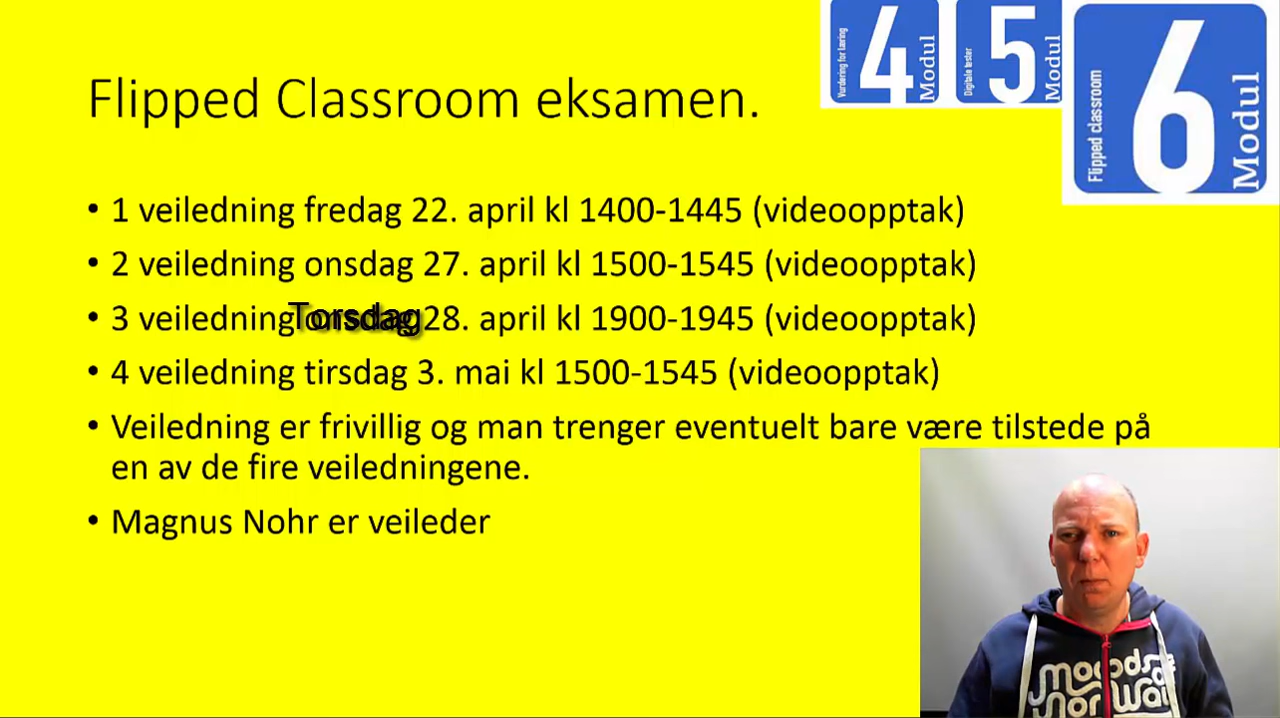 Flipped Classroom eksamen.
Vurdering for læring
4
Modul
Digitale tester
5
Modul
Flipped classroom
6
Modul
• 1 veiledning fredag 22. april kl 1400-1445 (videoopptak)
• 2 veiledning onsdag 27. april kl 1500-1545 (videoopptak)
• 3 veiledning Torsdag 28. april kl 1900-1945 (videoopptak)
• 4 veiledning tirsdag 3. mai kl 1500-1545 (videoopptak)
• Veiledning er frivillig og man trenger eventuelt bare være tilstede på
en av de fire veiledningene.
• Magnus Nohr er veileder
moods of
norway